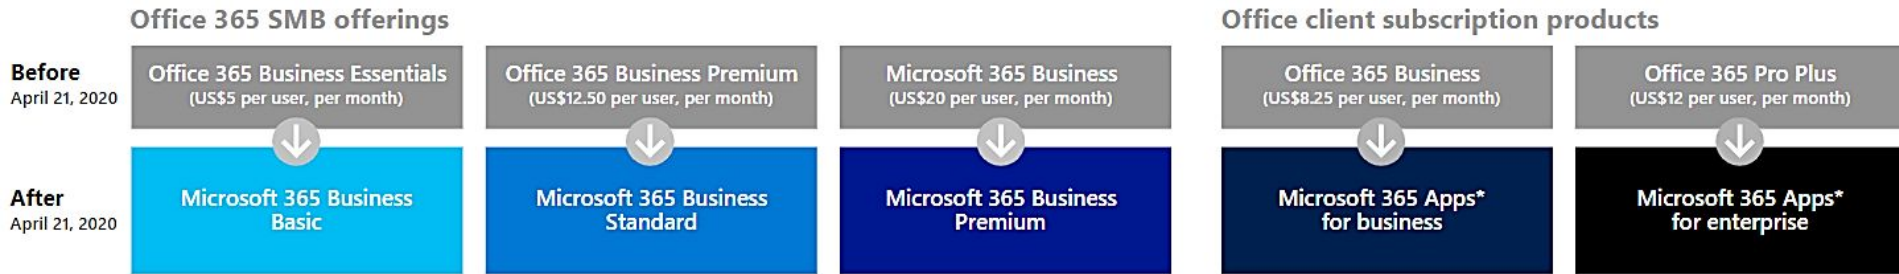 Office 365 SMB offerings
Office client subscription products
Before
April 21, 2020
Office 365 Business Essentials
(US$5 per user, per month)
Office 365 Business Premium
(US$12.50 per user, per month)
Microsoft 365 Business
(US$20 per user, per month)
Office 365 Business
(US$8.25 per user, per month)
Office 365 Pro Plus
(US$12 per user, per month)
After
April 21, 2020
Microsoft 365 Business
Basic
Microsoft 365 Business
Standard
Microsoft 365 Business
Premium
Microsoft 365 Apps*
for business
Microsoft 365 Apps*
for enterprise